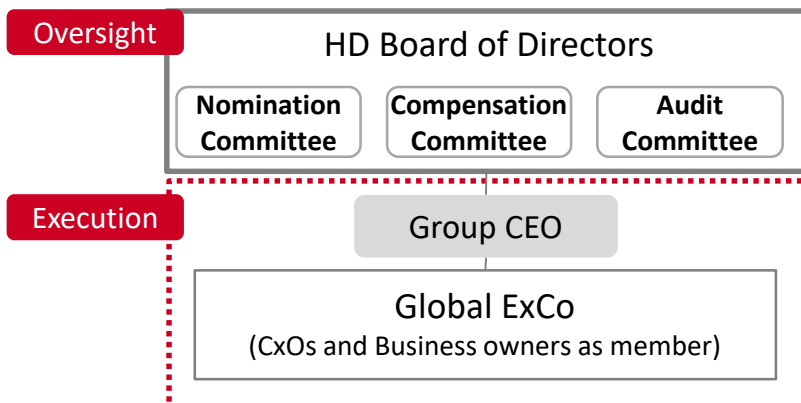 Oversight
HD Board of Directors
Nomination
Committee
Compensation
Committee
Audit
Committee
Execution
Group CEO
Global ExCo
(CxOs and Business owners as member)